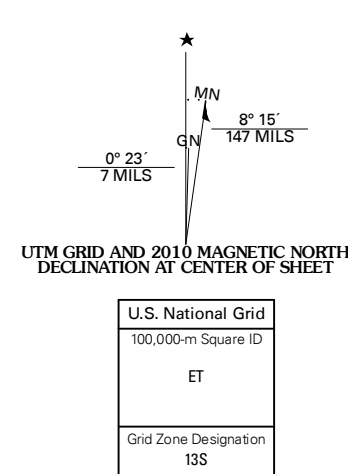 ★
MN
8° 15´
GN
147 MILS
0° 23´
7 MILS
UTM GRID AND 2010 MAGNETIC NORTH
DECLINATION AT CENTER OF SHEET
U.S. National Grid
100,000-m Square ID
ET
Grid Zone Designation
13S